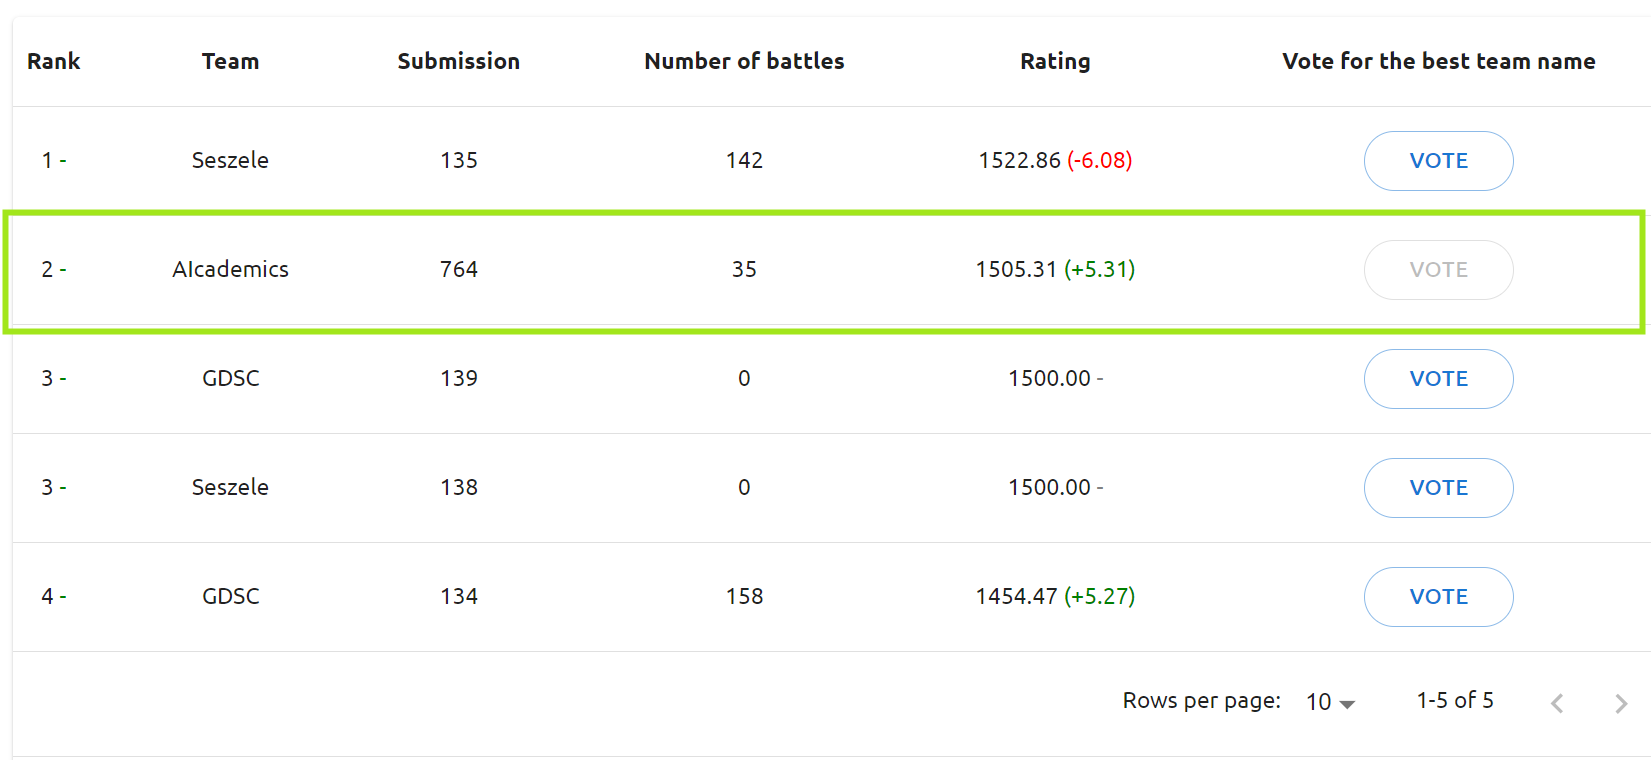 Rank Team Submission Number of battles Rating Vote for the best team name
1 - Seszele 135 142 1522.86 (-6.08) VOTE
2 - AIcademics 764 35 1505.31 (+5.31) VOTE
3 - GDSC 139 0 1500.00 - VOTE
3 - Seszele 138 0 1500.00 - VOTE
4 - GDSC 134 158 1454.47 (+5.27) VOTE
Rows per page: 10 1-5 of 5